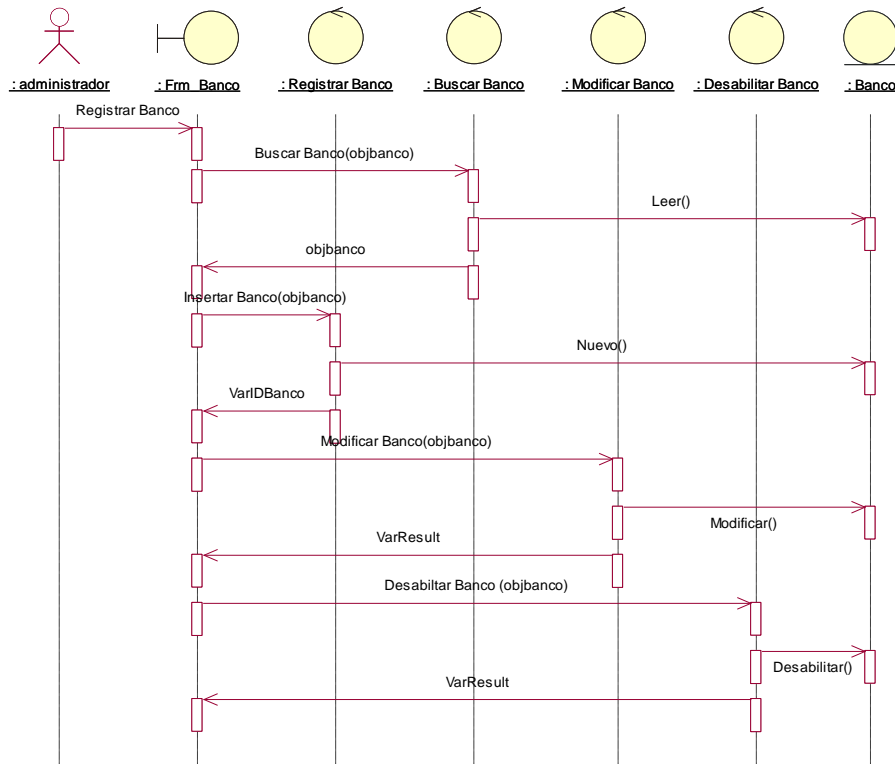 : administrador
: Frm_Banco
: Registrar Banco
: Buscar Banco
: Modificar Banco
: Desabilitar Banco
: Banco
Registrar Banco
Buscar Banco(objbanco)
Leer()
objbanco
Insertar Banco(objbanco)
Nuevo()
VarIDBanco
Modificar Banco(objbanco)
Modificar()
VarResult
Desabiltar Banco (objbanco)
Desabilitar()
VarResult